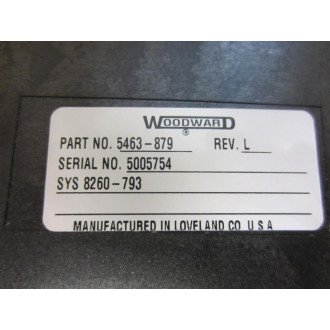 WOODWARD
®
PART NO. 5463-879 REV. L
SERIAL NO. 5005754
SYS 8260-793
MANUFACTURED IN LOVELAND CO. U S A